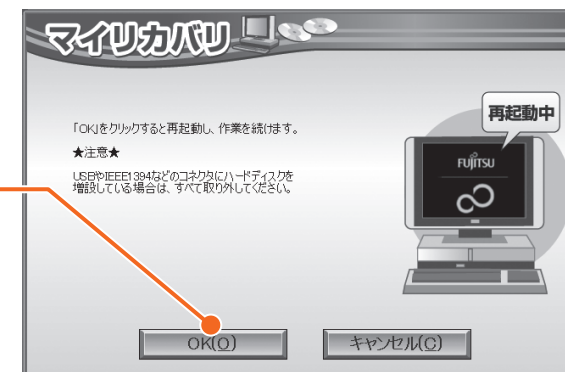 マイリカバリ
「OK」をクリックすると再起動し、作業を続けます。
★注意★
USBやIEEE1394などのコネクタにハードディスクを
増設している場合は、すべて取り外してください。
再起動中
FUJITSU
OK(O)
キャンセル(C)